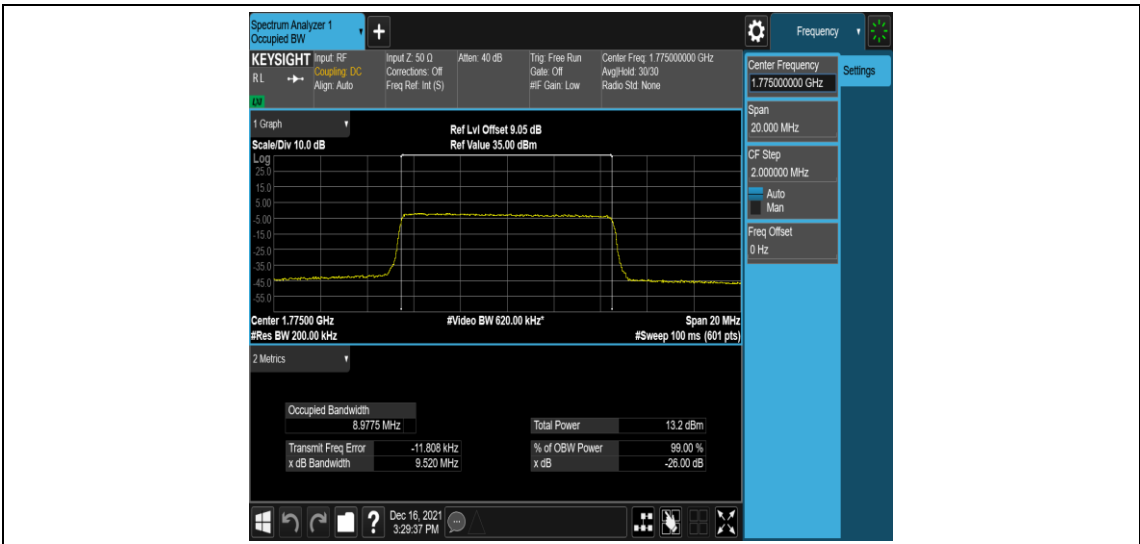 Spectrum Analyzer 1
Occupied BW
+
Frequency
KEYSIGHT
RL
LXI
Input: RF
Coupling: DC
Align: Auto
Input Z: 50 Ω
Corrections: Off
Freq Ref: Int (S)
Atten: 40 dB
Trig: Free Run
Gate: Off
#IF Gain: Low
Center Freq: 1.775000000 GHz
Avg|Hold: 30/30
Radio Std: None
Center Frequency
1.775000000 GHz
Settings
Span
20.000 MHz
CF Step
2.000000 MHz
Auto
Man
Freq Offset
0 Hz
1 Graph
Scale/Div 10.0 dB
Ref Lvl Offset 9.05 dB
Ref Value 35.00 dBm
Log
25.0
15.0
5.00
-5.00
-15.0
-25.0
-35.0
-45.0
-55.0
Center 1.77500 GHz
#Res BW 200.00 kHz
#Video BW 620.00 kHz*
Span 20 MHz
#Sweep 100 ms (601 pts)
2 Metrics
Occupied Bandwidth
8.9775 MHz
Total Power 13.2 dBm
Transmit Freq Error -11.808 kHz
% of OBW Power 99.00 %
x dB Bandwidth 9.520 MHz
x dB -26.00 dB
?
Dec 16, 2021
3:29:37 PM